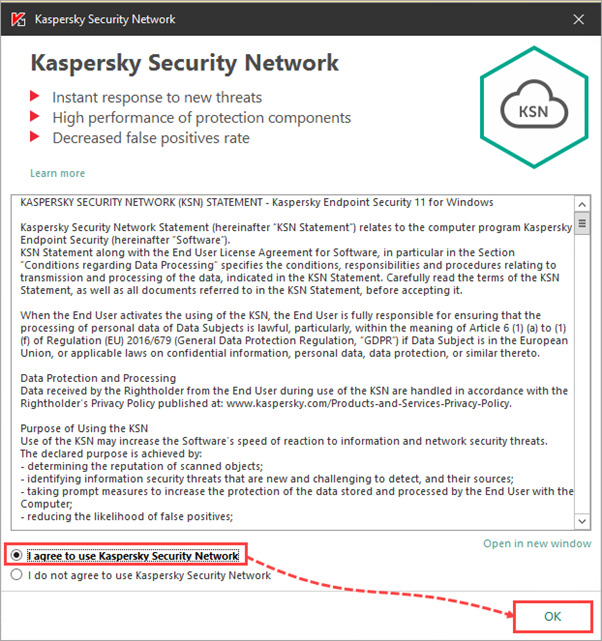 Kaspersky Security Network
Kaspersky Security Network
Instant response to new threats
High performance of protection components
Decreased false positives rate
KSN
Learn more
KASPERSKY SECURITY NETWORK (KSN) STATEMENT - Kaspersky Endpoint Security 11 for Windows
Kaspersky Security Network Statement (hereinafter "KSN Statement") relates to the computer program Kaspersky
Endpoint Security (hereinafter "Software").
KSN Statement along with the End User License Agreement for Software, in particular in the Section
"Conditions regarding Data Processing" specifies the conditions, responsibilities and procedures relating to
transmission and processing of the data, indicated in the KSN Statement. Carefully read the terms of the KSN
Statement, as well as all documents referred to in the KSN Statement, before accepting it.
When the End User activates the using of the KSN, the End User is fully responsible for ensuring that the
processing of personal data of Data Subjects is lawful, particularly, within the meaning of Article 6 (1) (a) to (1)
(f) of Regulation (EU) 2016/679 (General Data Protection Regulation, "GDPR") if Data Subject is in the European
Union, or applicable laws on confidential information, personal data, data protection, or similar thereto.
Data Protection and Processing
Data received by the Rightholder from the End User during use of the KSN are handled in accordance with the
Rightholder's Privacy Policy published at: www.kaspersky.com/Products-and-Services-Privacy-Policy.
Purpose of Using the KSN
Use of the KSN may increase the Software's speed of reaction to information and network security threats.
The declared purpose is achieved by:
- determining the reputation of scanned objects;
- identifying information security threats that are new and challenging to detect, and their sources;
- taking prompt measures to increase the protection of the data stored and processed by the End User with the
Computer;
- reducing the likelihood of false positives;
Open in new window
I agree to use Kaspersky Security Network
I do not agree to use Kaspersky Security Network
OK